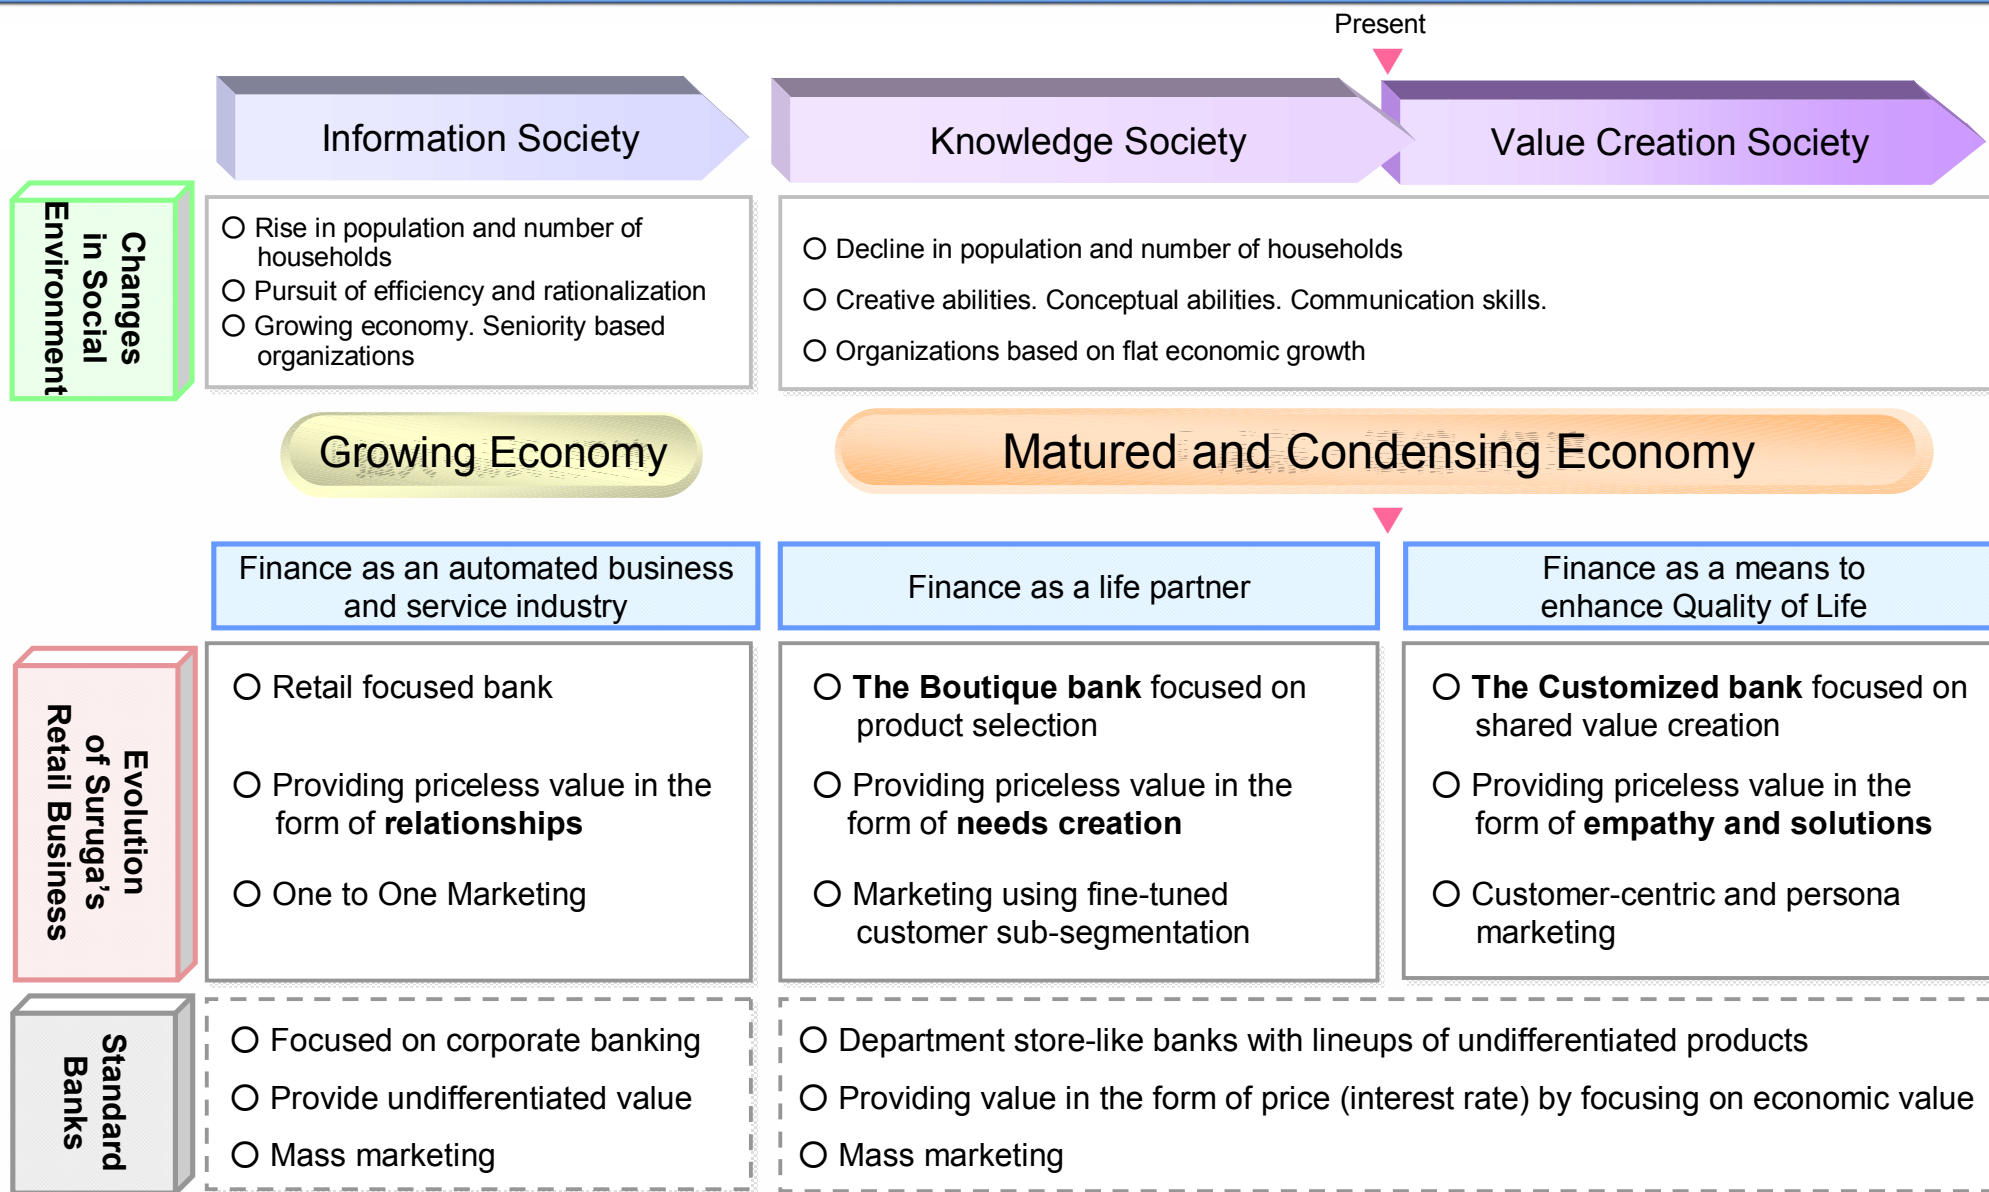 Present
Information Society
Knowledge Society
Value Creation Society
Changes
in Social
Environment
○ Rise in population and number of
households
○ Pursuit of efficiency and rationalization
○ Growing economy. Seniority based
organizations
○ Decline in population and number of households
○ Creative abilities. Conceptual abilities. Communication skills.
○ Organizations based on flat economic growth
Growing Economy
Matured and Condensing Economy
Finance as an automated business
and service industry
Finance as a life partner
Finance as a means to
enhance Quality of Life
Evolution
of Suruga’s
Retail Business
○ Retail focused bank
○ Providing priceless value in the
form of relationships
○ One to One Marketing
○ The Boutique bank focused on
product selection
○ Providing priceless value in the
form of needs creation
○ Marketing using fine-tuned
customer sub-segmentation
○ The Customized bank focused on
shared value creation
○ Providing priceless value in the
form of empathy and solutions
○ Customer-centric and persona
marketing
Standard
Banks
○ Focused on corporate banking
○ Provide undifferentiated value
○ Mass marketing
○ Department store-like banks with lineups of undifferentiated products
○ Providing value in the form of price (interest rate) by focusing on economic value
○ Mass marketing